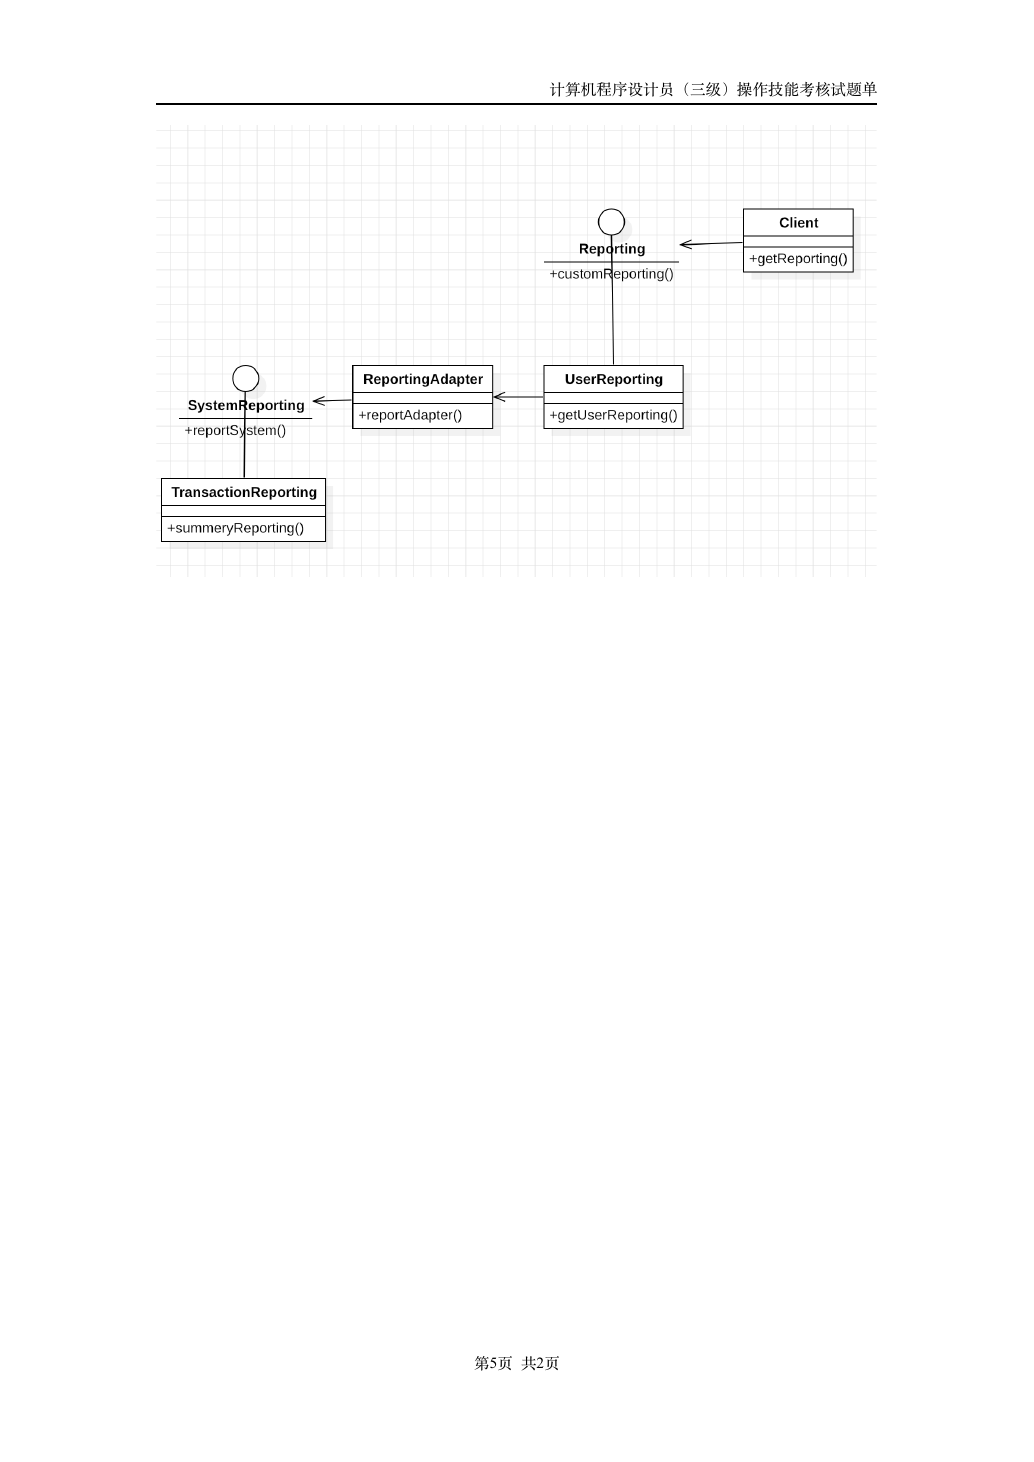 计算机程序设计员（三级）操作技能考核试题单
Client
+getReporting()
Reporting
+customReporting()
SystemReporting
+reportSystem()
ReportingAdapter
+reportAdapter()
UserReporting
+getUserReporting()
TransactionReporting
+summeryReporting()
第5页 共2页